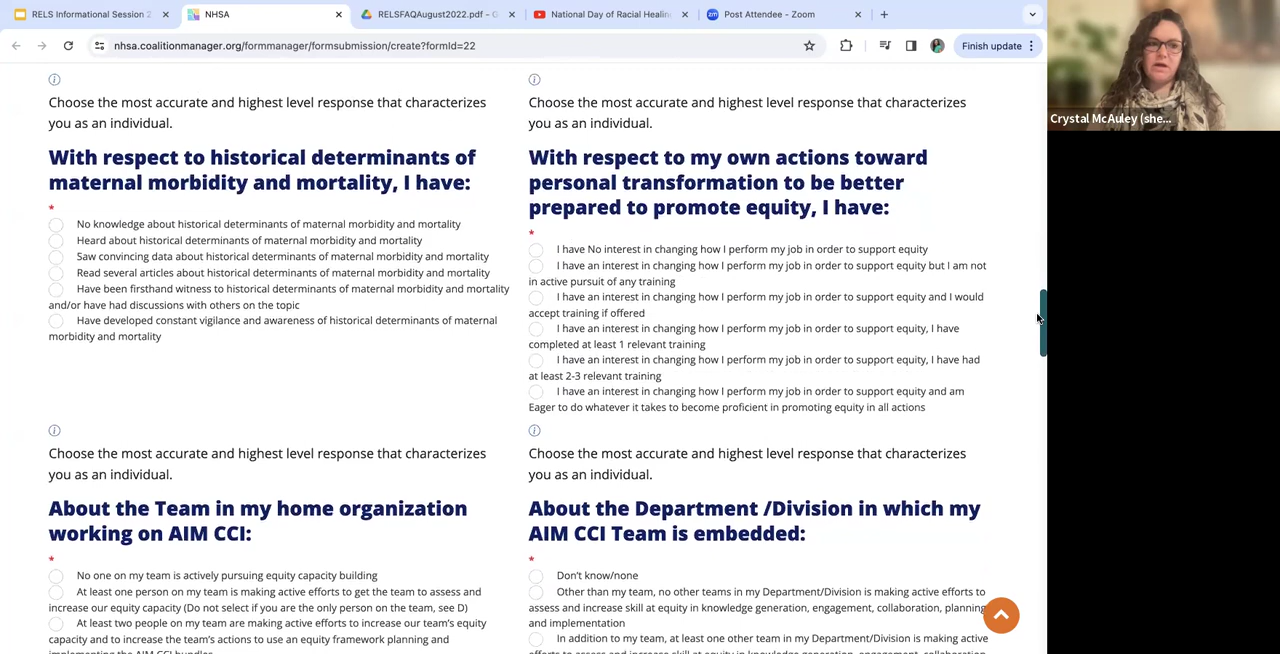 RELS Informational Session 2
NHSA
RELSFAQAugust2022.pdf - G
National Day of Racial Healin
Post Attendee - Zoom
nhsa.coalitionmanager.org/formmanager/formsubmission/create?formId=22
Finish update
Crystal McAuley (she...
Choose the most accurate and highest level response that characterizes
you as an individual.
With respect to historical determinants of
maternal morbidity and mortality, I have:
*
No knowledge about historical determinants of maternal morbidity and mortality
Heard about historical determinants of maternal morbidity and mortality
Saw convincing data about historical determinants of maternal morbidity and mortality
Read several articles about historical determinants of maternal morbidity and mortality
Have been firsthand witness to historical determinants of maternal morbidity and mortality
and/or have had discussions with others on the topic
Have developed constant vigilance and awareness of historical determinants of maternal
morbidity and mortality
Choose the most accurate and highest level response that characterizes
you as an individual.
With respect to my own actions toward
personal transformation to be better
prepared to promote equity, I have:
*
I have No interest in changing how I perform my job in order to support equity
I have an interest in changing how I perform my job in order to support equity but I am not
in active pursuit of any training
I have an interest in changing how I perform my job in order to support equity and I would
accept training if offered
I have an interest in changing how I perform my job in order to support equity, I have
completed at least 1 relevant training
I have an interest in changing how I perform my job in order to support equity, I have had
at least 2-3 relevant training
I have an interest in changing how I perform my job in order to support equity and am
Eager to do whatever it takes to become proficient in promoting equity in all actions
Choose the most accurate and highest level response that characterizes
you as an individual.
About the Team in my home organization
working on AIM CCI:
*
No one on my team is actively pursuing equity capacity building
At least one person on my team is making active efforts to get the team to assess and
increase our equity capacity (Do not select if you are the only person on the team, see D)
At least two people on my team are making active efforts to increase our team's equity
capacity and to increase the team's actions to use an equity framework planning and
implementing the AIM CCI bundles
Choose the most accurate and highest level response that characterizes
you as an individual.
About the Department /Division in which my
AIM CCI Team is embedded:
*
Don't know/none
Other than my team, no other teams in my Department/Division is making active efforts to
assess and increase skill at equity in knowledge generation, engagement, collaboration, planning
and implementation
In addition to my team, at least one other team in my Department/Division is making active
efforts to assess and increase skill at equity in knowledge generation, engagement, collaboration